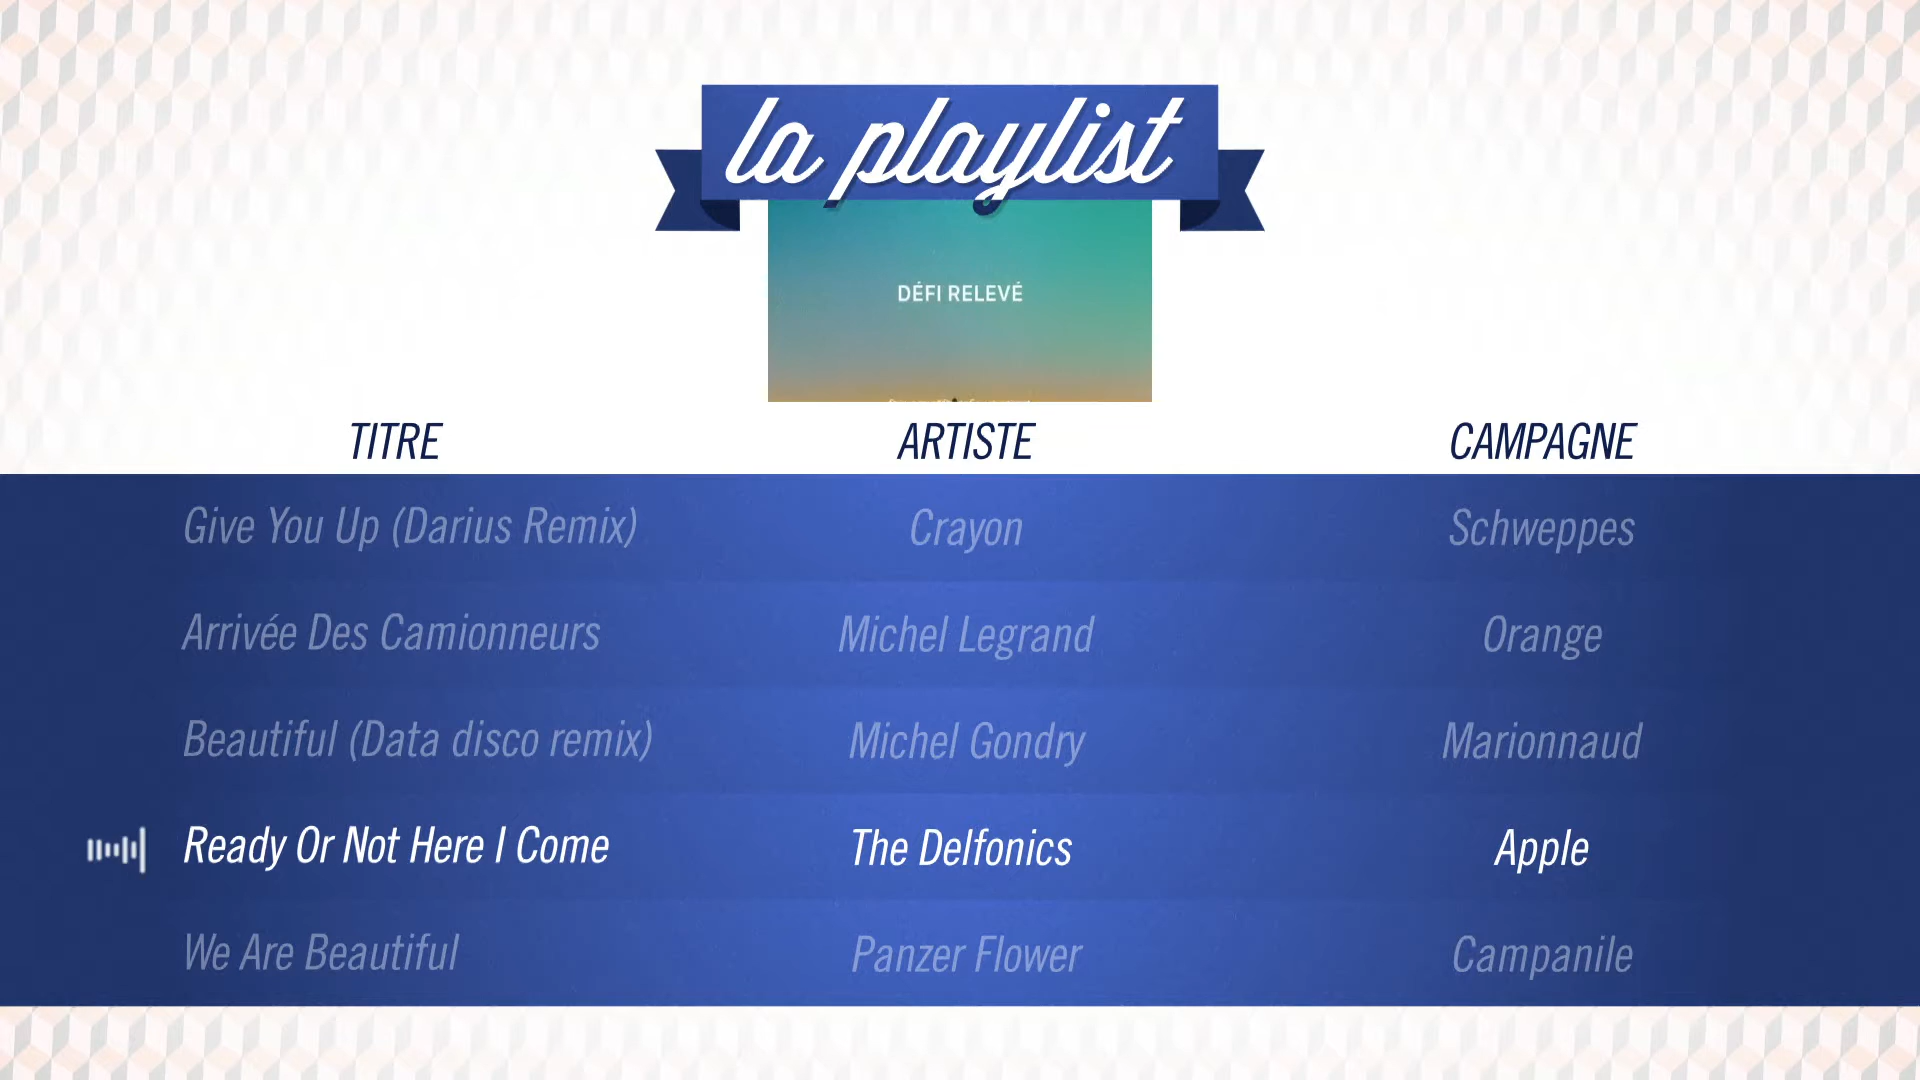 la playlist
DÉFI RELEVÉ
TITRE ARTISTE CAMPAGNE
Give You Up (Darius Remix) Crayon Schweppes
Arrivée Des Camionneurs Michel Legrand Orange
Beautiful (Data disco remix) Michel Gondry Marionnaud
Ready Or Not Here I Come The Delfonics Apple
We Are Beautiful Panzer Flower Campanile